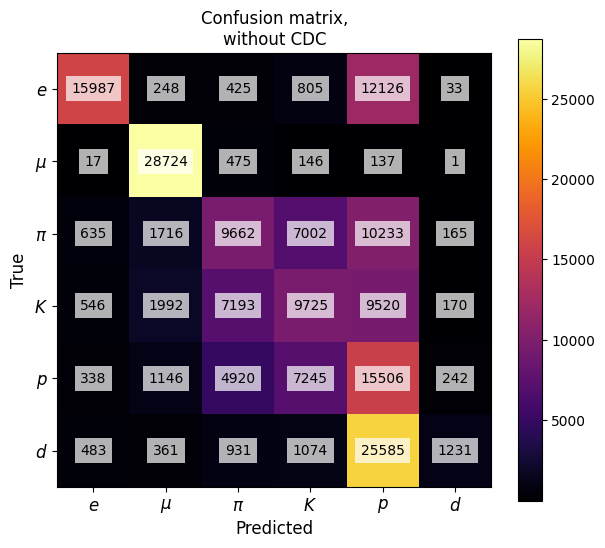 Confusion matrix,
without CDC
e 15987 248 425 805 12126 33
μ 17 28724 475 146 137 1
π 635 1716 9662 7002 10233 165
K 546 1992 7193 9725 9520 170
p 338 1146 4920 7245 15506 242
d 483 361 931 1074 25585 1231
e μ π K p d
True
Predicted
25000
20000
15000
10000
5000